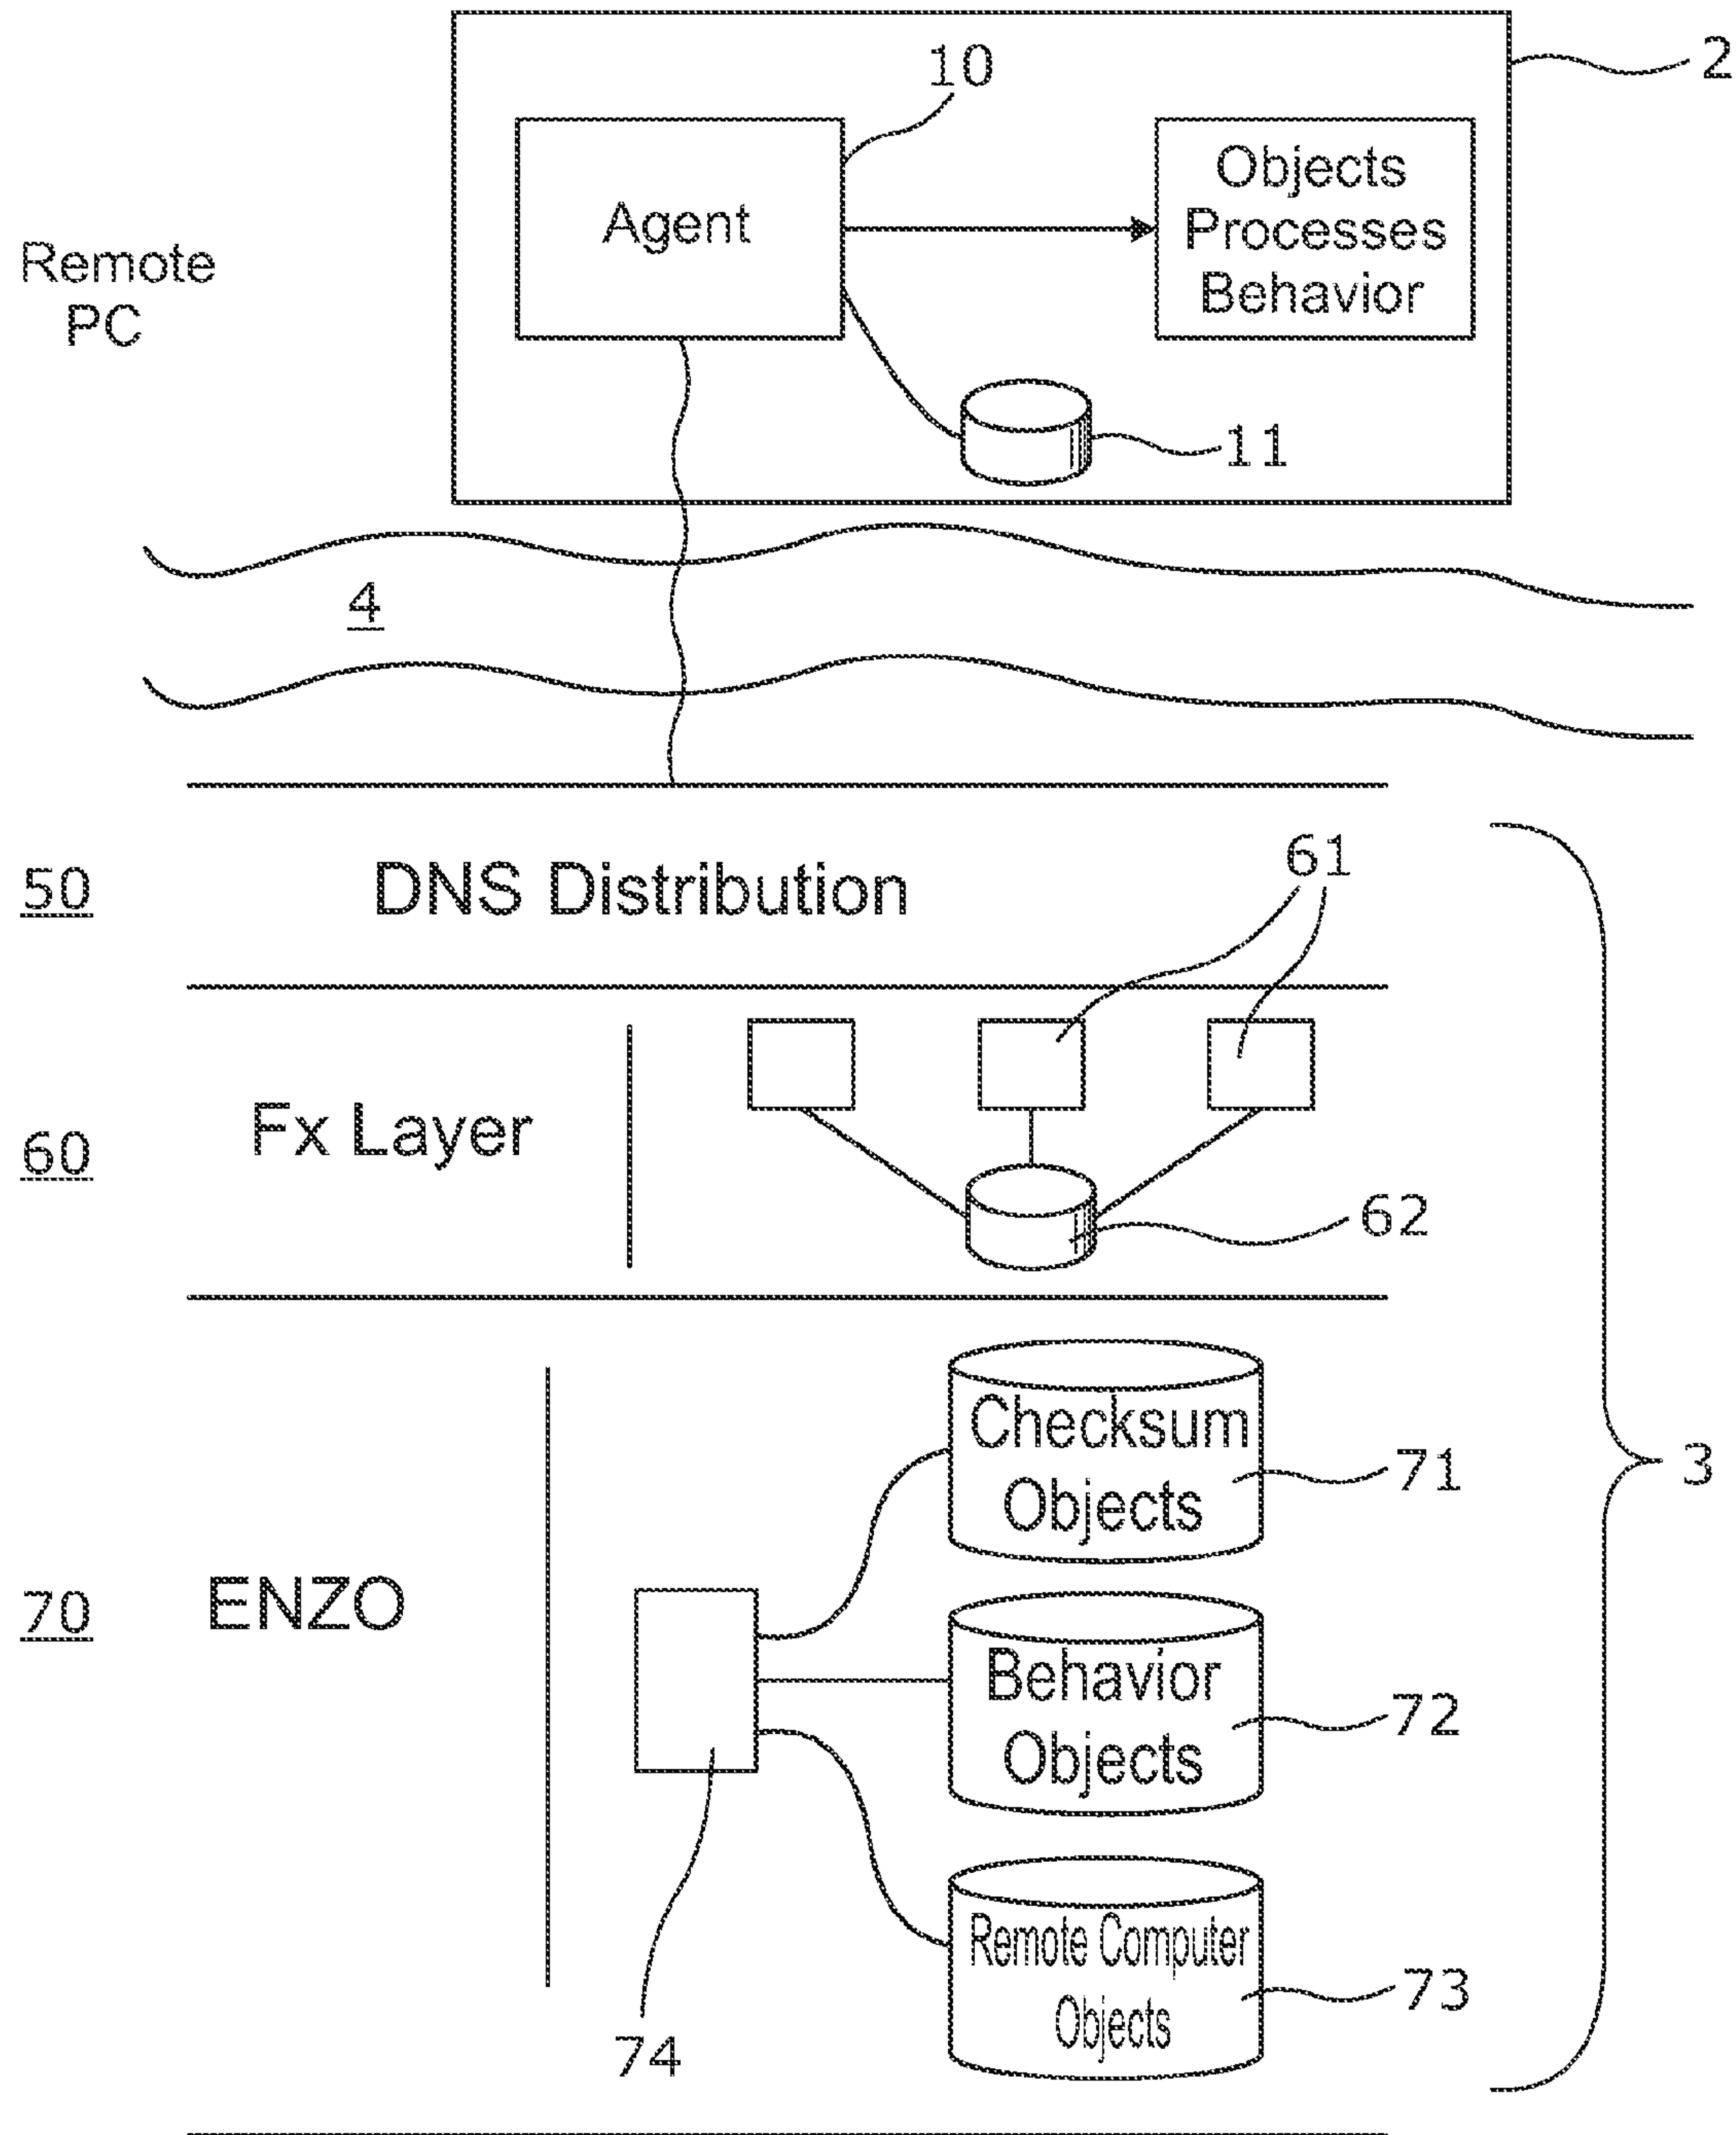 2
10
Agent
Objects
Processes
Behavior
Remote
PC
11
4
50
DNS Distribution
61
60
Fx Layer
62
Checksum
Objects
71
3
70
ENZO
Behavior
Objects
72
Remote Computer
Objects
73
74